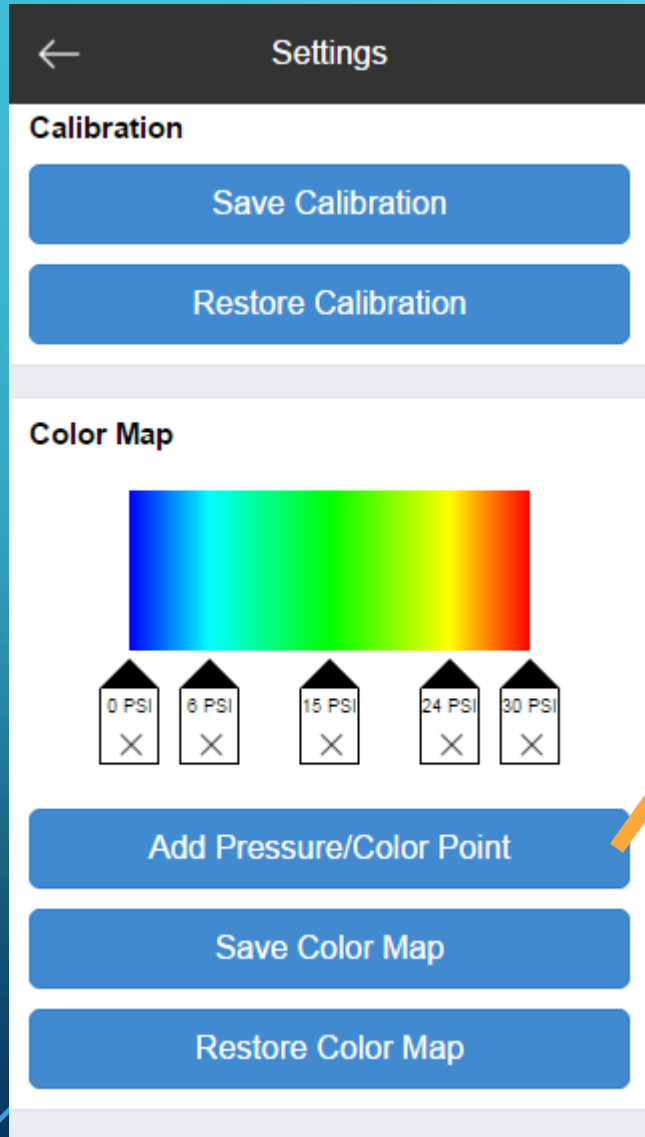 Settings
Calibration
Save Calibration
Restore Calibration
Color Map
0 PSI 6 PSI 15 PSI 24 PSI 30 PSI
Add Pressure/Color Point
Save Color Map
Restore Color Map